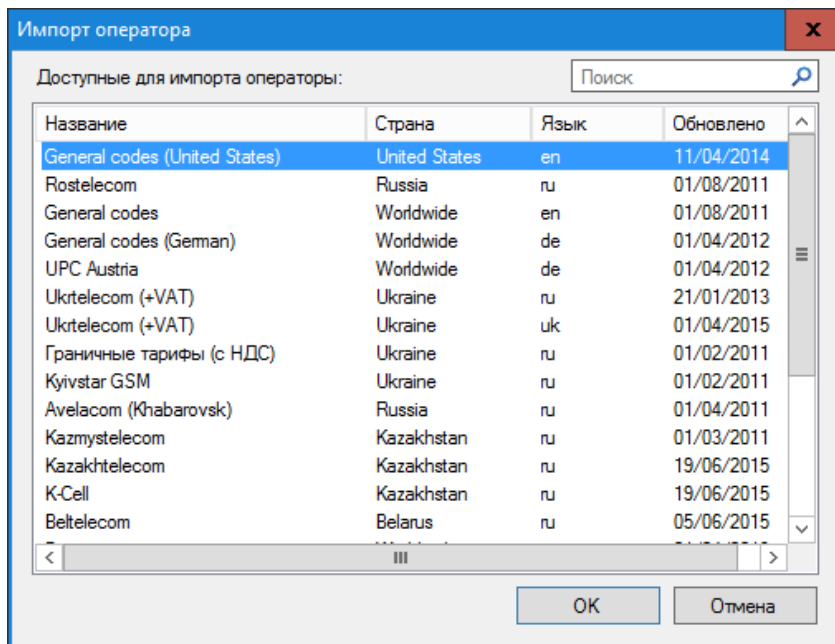 Импорт оператора
Доступные для импорта операторы: Поиск
Название Страна Язык Обновлено
General codes (United States) United States en 11/04/2014
Rostelecom Russia ru 01/08/2011
General codes Worldwide en 01/08/2011
General codes (German) Worldwide de 01/04/2012
UPC Austria Worldwide de 01/04/2012
Ukrtelecom (+VAT) Ukraine ru 21/01/2013
Ukrtelecom (+VAT) Ukraine uk 01/04/2015
Граничные тарифы (с НДС) Ukraine ru 01/02/2011
Kyivstar GSM Ukraine ru 01/02/2011
Avelacom (Khabarovsk) Russia ru 01/04/2011
Kazmystelecom Kazakhstan ru 01/03/2011
Kazakhtelecom Kazakhstan ru 19/06/2015
K-Cell Kazakhstan ru 19/06/2015
Beltelecom Belarus ru 05/06/2015
OK Отмена